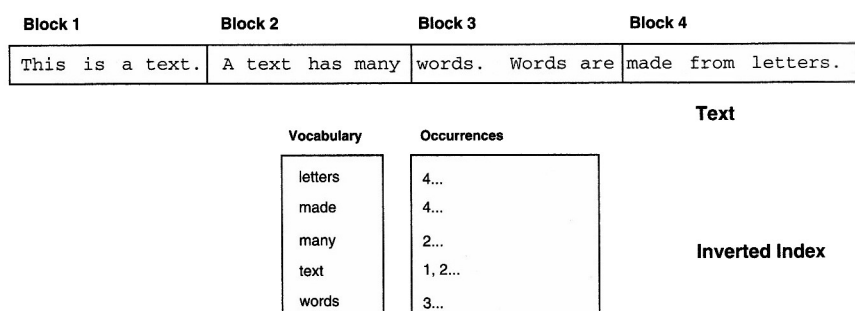 Block 1 Block 2 Block 3 Block 4
This is a text. A text has many words. Words are made from letters.
Text
Vocabulary Occurrences
letters 4...
made 4...
many 2...
Inverted Index
text 1, 2...
words 3...